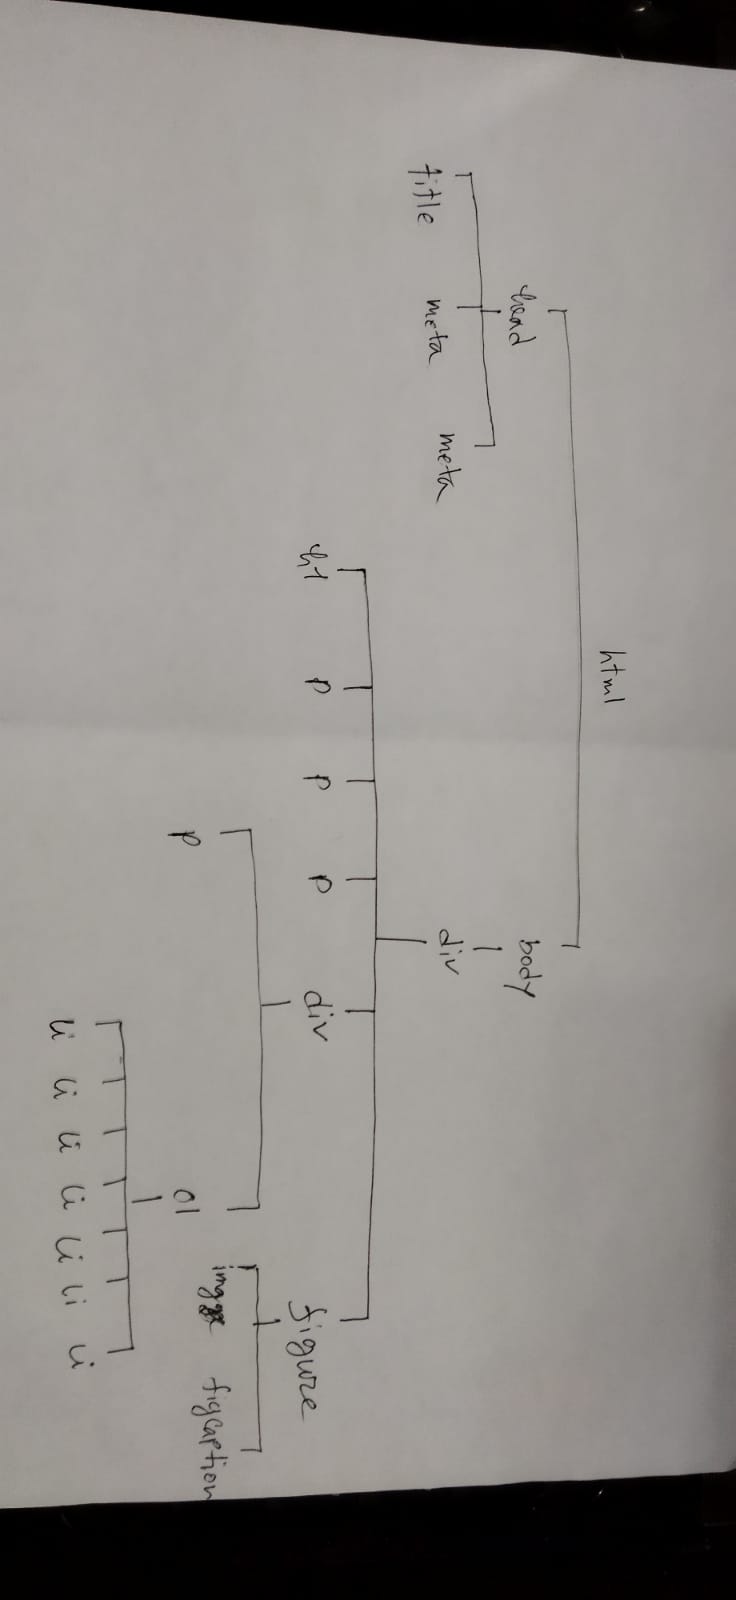 html
head body
title meta meta div
h1 p p p div figure
img figcaption
p ol
li li li li li li li